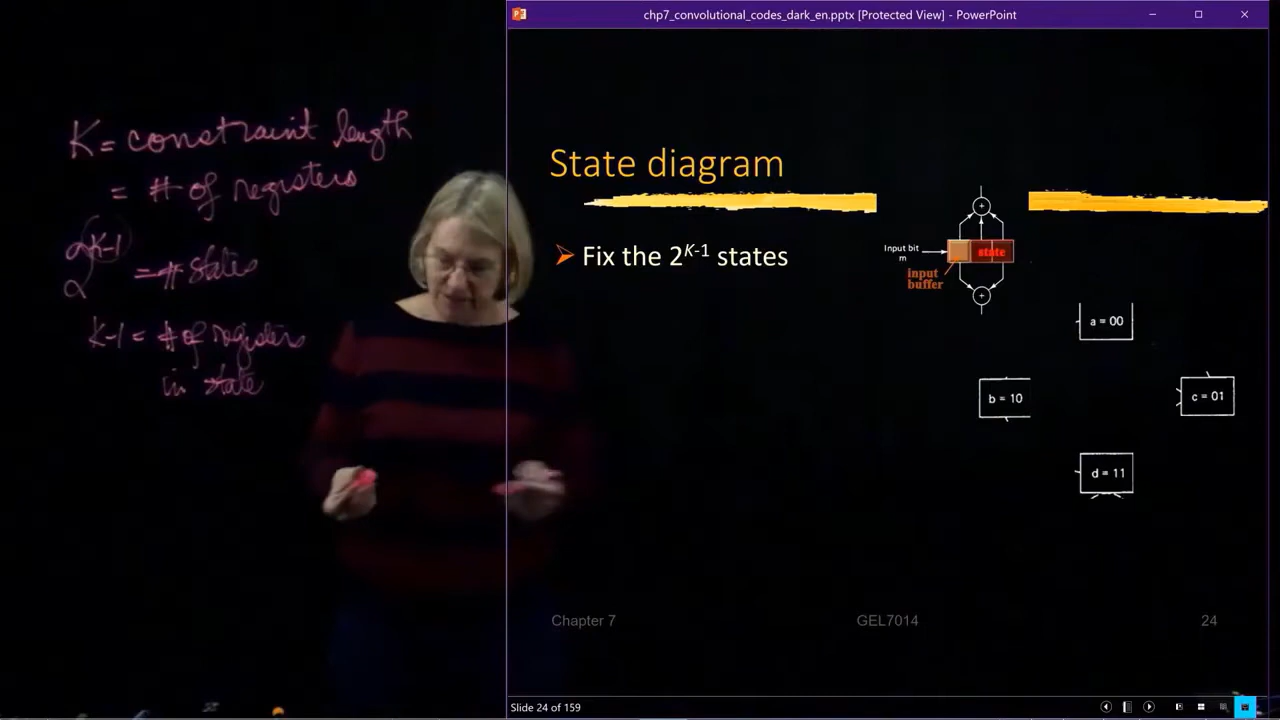 chp7_convolutional_codes_dark_en.pptx [Protected View] - PowerPoint
K = constraint length
= # of registers
2^K-1 = # states
2
K-1 = # of registers
in state
State diagram
➤ Fix the 2^K-1 states
Input bit
m
state
input
buffer
+
+
a = 00
b = 10
c = 01
d = 11
Chapter 7
GEL7014
24
Slide 24 of 159